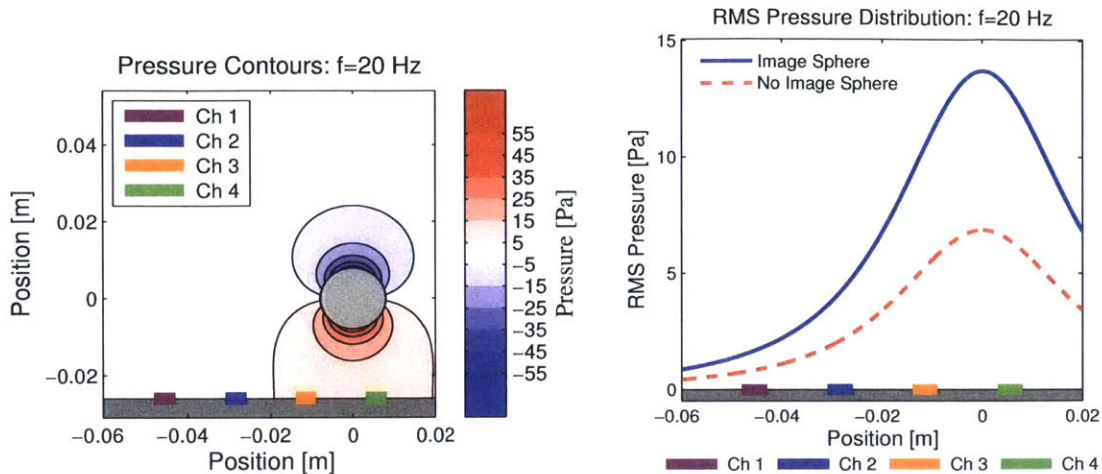 Pressure Contours: f=20 Hz
Ch 1
Ch 2
Ch 3
Ch 4
Position [m]
0.04
0.02
0
−0.02
−0.06
−0.04
−0.02
0
0.02
Position [m]
55
45
35
25
15
5
−5
−15
−25
−35
−45
−55
Pressure [Pa]
RMS Pressure Distribution: f=20 Hz
Image Sphere
No Image Sphere
RMS Pressure [Pa]
15
10
5
0
−0.06
−0.04
−0.02
0
0.02
Position [m]
Ch 1
Ch 2
Ch 3
Ch 4